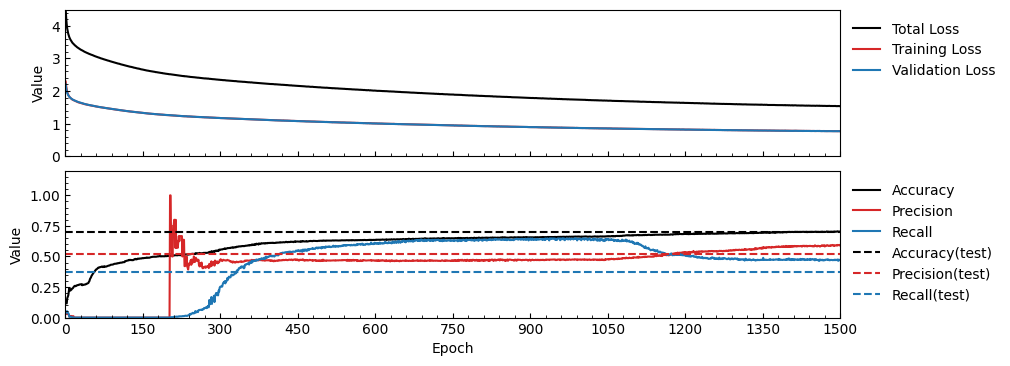 Value
4
3
2
1
0
Total Loss
Training Loss
Validation Loss
Value
1.00
0.75
0.50
0.25
0.00
0 150 300 450 600 750 900 1050 1200 1350 1500
Epoch
Accuracy
Precision
Recall
Accuracy(test)
Precision(test)
Recall(test)